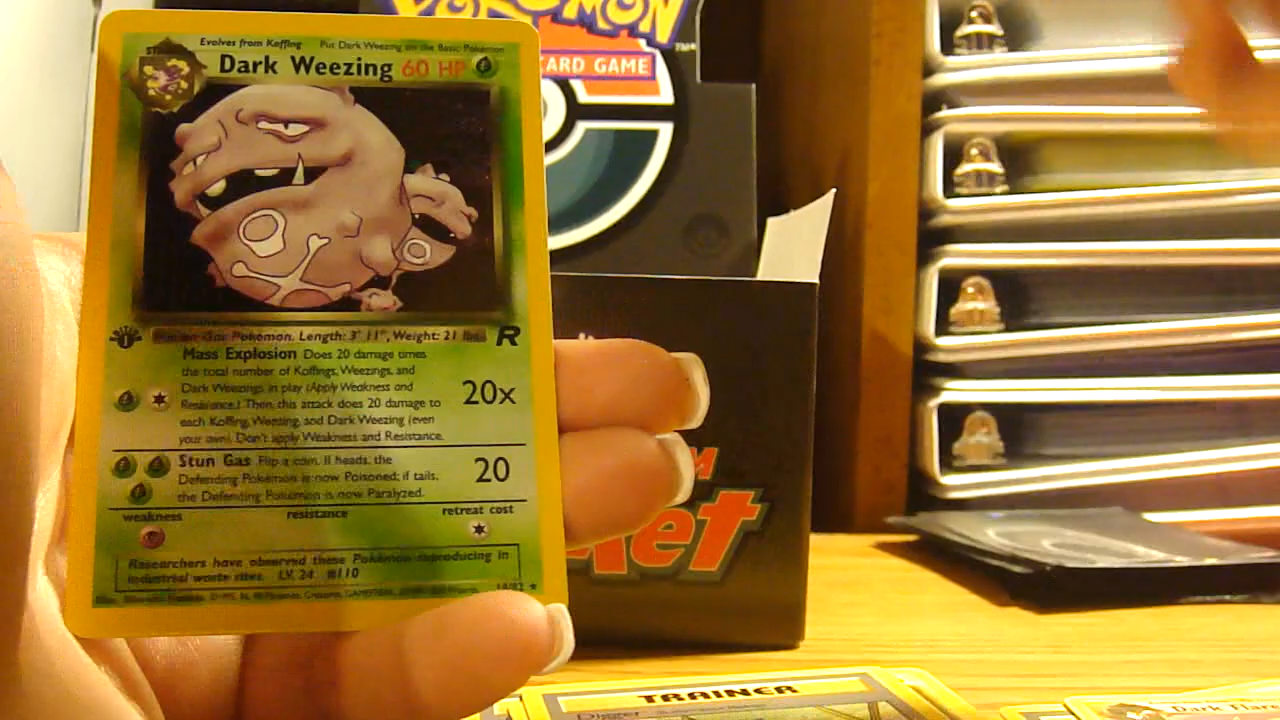 Evolves from Koffing Put Dark Weezing on the Basic Pokémon
Dark Weezing 60 HP
Gas Pokémon. Length: 3' 11", Weight: 21 lbs.
R
Mass Explosion Does 20 damage times
the total number of Koffings, Weezings, and
Dark Weezings in play. (Apply Weakness and
Resistance.) Then, this attack does 20 damage to
each Koffing, Weezing, and Dark Weezing (even
your own). Don't apply Weakness and Resistance.
20x
Stun Gas Flip a coin. If heads, the
Defending Pokémon is now Poisoned; if tails,
the Defending Pokémon is now Paralyzed.
20
weakness resistance retreat cost
Researchers have observed these Pokémon reproducing in
industrial waste sites. LV. 24 #110
14/82
POKÉMON
CARD GAME
TRAINER
Digger
Dark Flare